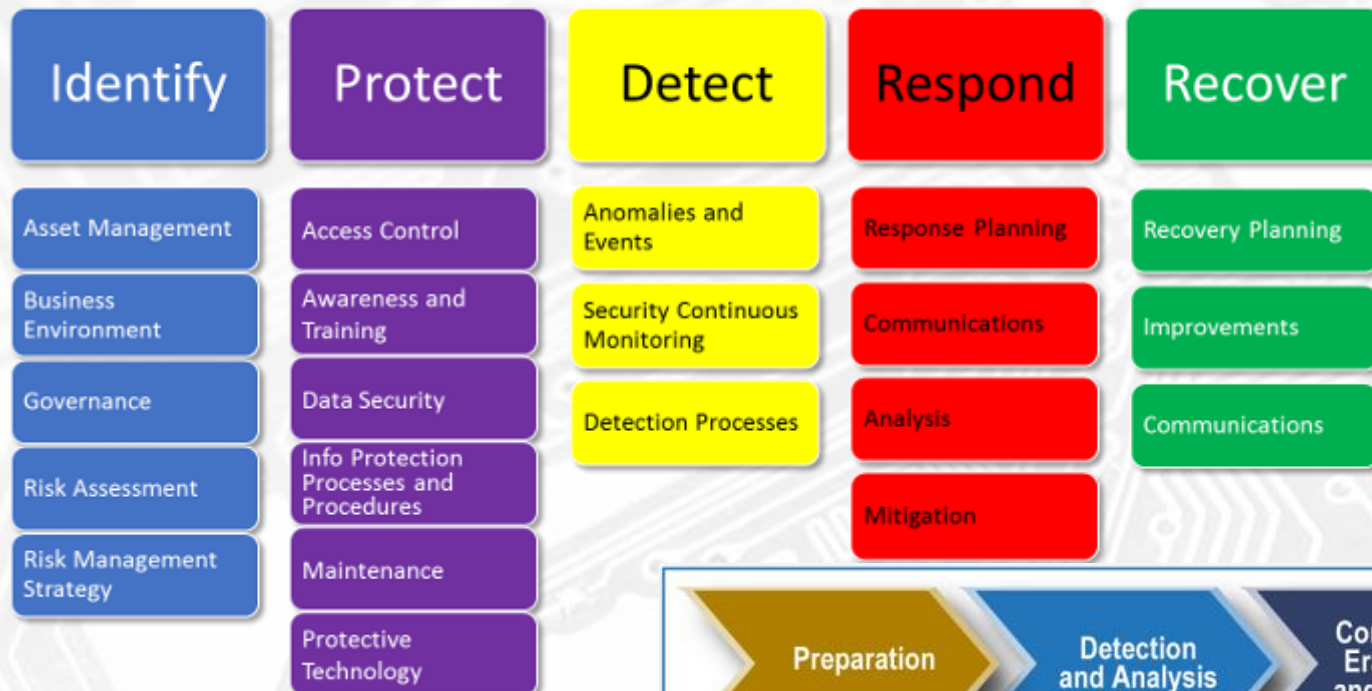 Identify
Protect
Detect
Respond
Recover
Asset Management
Business
Environment
Governance
Risk Assessment
Risk Management
Strategy
Access Control
Awareness and
Training
Data Security
Info Protection
Processes and
Procedures
Maintenance
Protective
Technology
Anomalies and
Events
Security Continuous
Monitoring
Detection Processes
Response Planning
Communications
Analysis
Mitigation
Recovery Planning
Improvements
Communications
Preparation
Detection
and Analysis